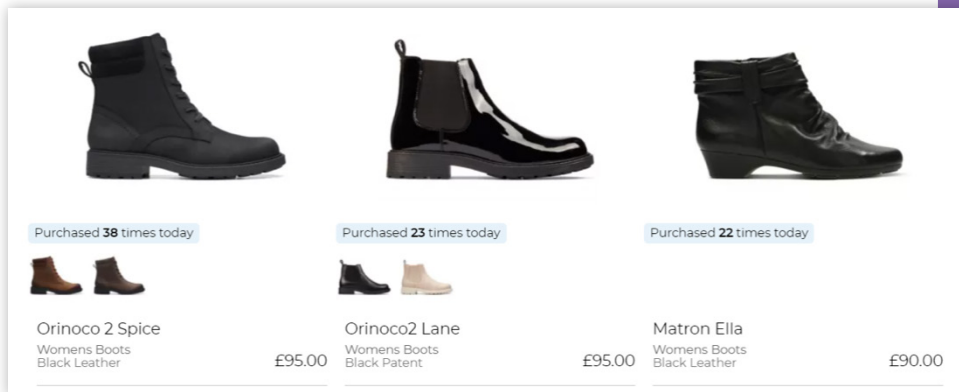 Purchased 38 times today
Orinoco 2 Spice
Womens Boots
Black Leather
£95.00
Purchased 23 times today
Orinoco2 Lane
Womens Boots
Black Patent
£95.00
Purchased 22 times today
Matron Ella
Womens Boots
Black Leather
£90.00